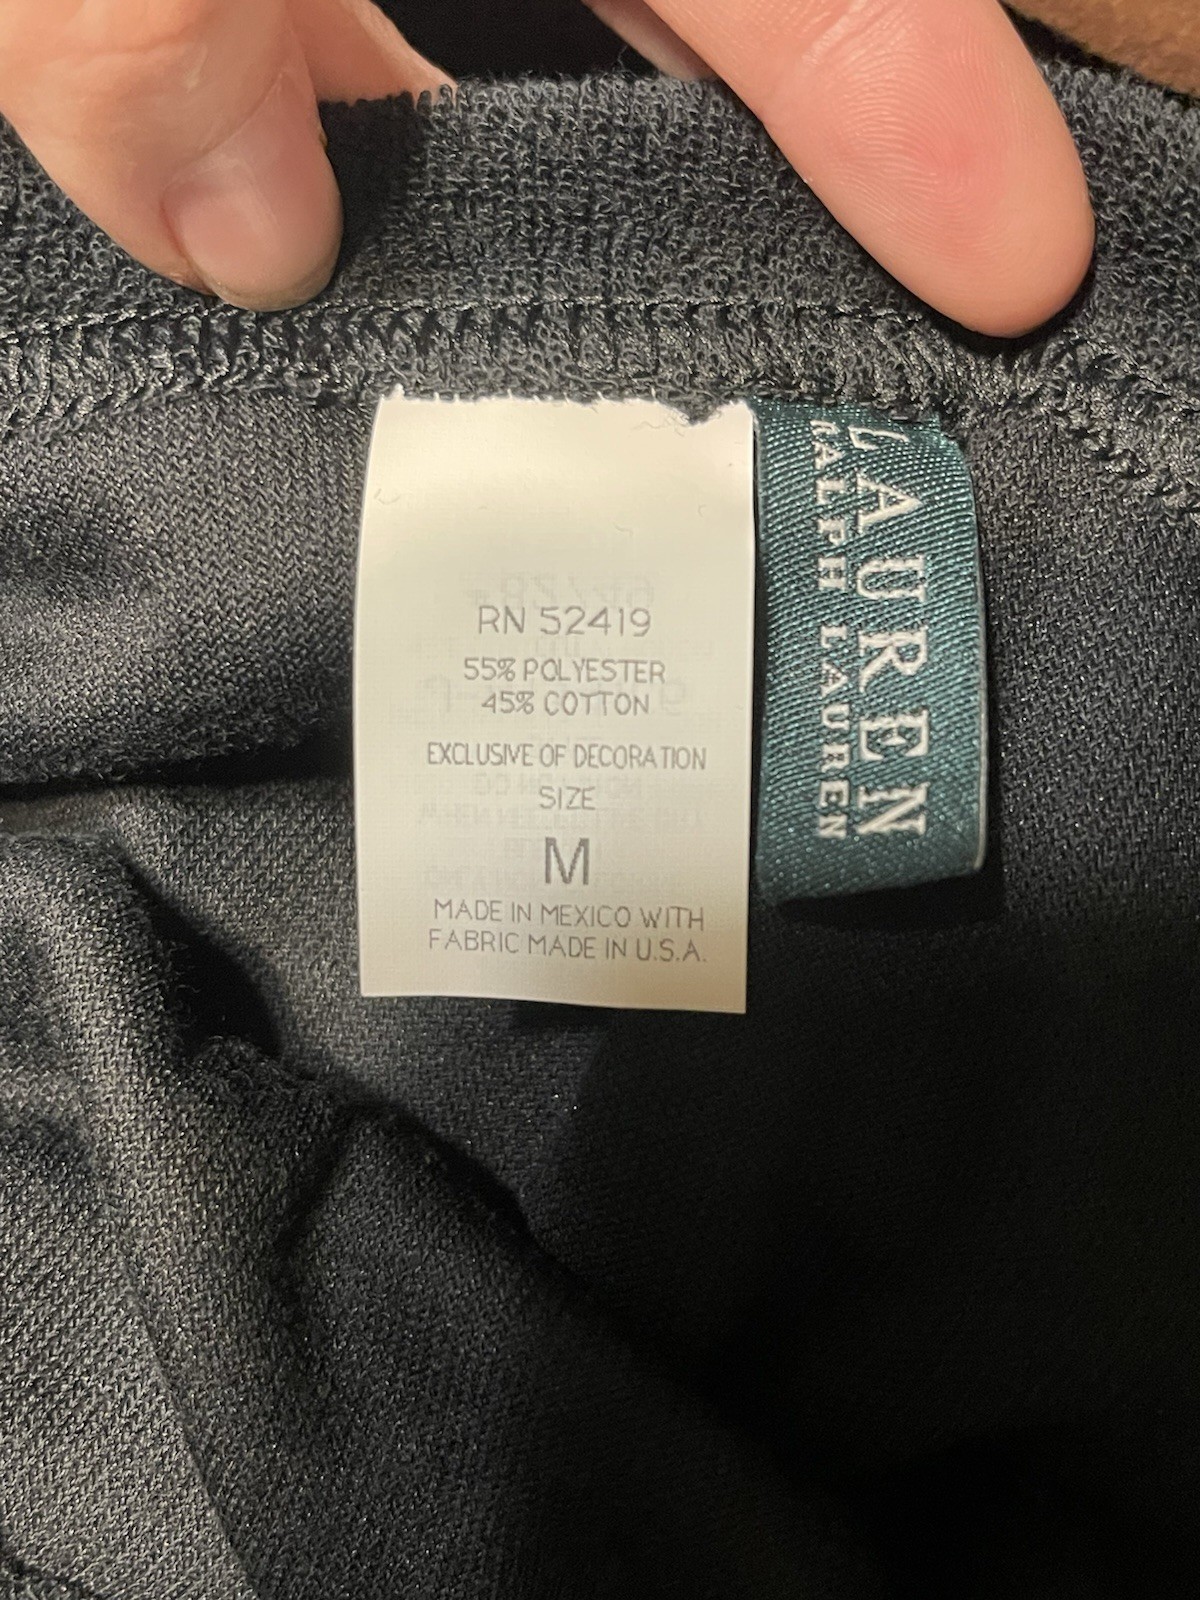 RN 52419
55% POLYESTER
45% COTTON
EXCLUSIVE OF DECORATION
SIZE
M
MADE IN MEXICO WITH
FABRIC MADE IN U.S.A.
LAUREN
RALPH LAUREN